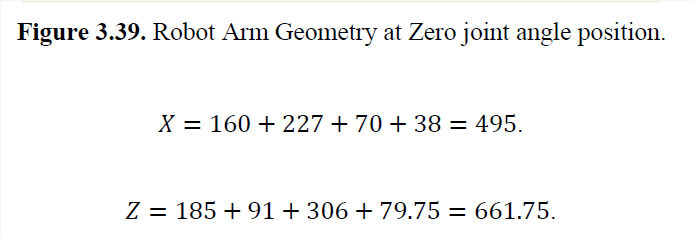 Figure 3.39. Robot Arm Geometry at Zero joint angle position.
X = 160 + 227 + 70 + 38 = 495.
Z = 185 + 91 + 306 + 79.75 = 661.75.